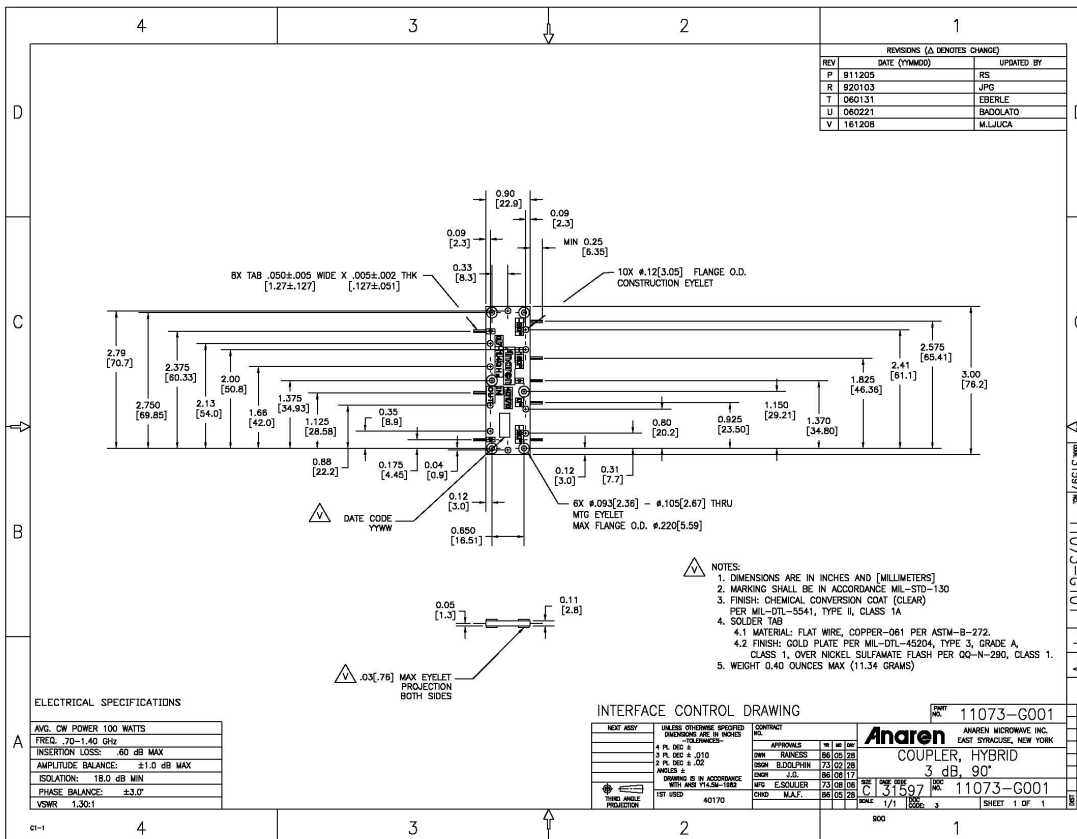 4 3 2 1
REVISIONS (△ DENOTES CHANGE)
REV DATE (YYMMDD) UPDATED BY
P 911205 RS
R 920103 JPG
T 060131 EBERLE
U 060221 BADOLATO
V 161208 M.LJUCA
D
0.90
[22.9]
0.09
[2.3]
0.09
[2.3]
MIN 0.25
[6.35]
0.33
[8.3]
8X TAB .050±.005 WIDE X .005±.002 THK
[1.27±.127] [.127±.051]
10X ø.12[3.05] FLANGE O.D.
CONSTRUCTION EYELET
C
2.79
[70.7]
2.750
[69.85]
2.375
[60.33]
2.13
[54.0]
2.00
[50.8]
1.66
[42.0]
1.375
[34.93]
1.125
[28.58]
0.88
[22.2]
0.35
[8.9]
0.175
[4.45]
0.04
[0.9]
0.12
[3.0]
0.31
[7.7]
0.80
[20.2]
0.925
[23.50]
1.150
[29.21]
1.370
[34.80]
1.825
[46.36]
2.41
[61.1]
2.575
[65.41]
3.00
[76.2]
0.12
[3.0]
0.650
[16.51]
V DATE CODE
YYWW
6X ø.093[2.36] – ø.105[2.67] THRU
MTG EYELET
MAX FLANGE O.D. ø.220[5.59]
B
V NOTES:
1. DIMENSIONS ARE IN INCHES AND [MILLIMETERS]
2. MARKING SHALL BE IN ACCORDANCE MIL-STD-130
3. FINISH: CHEMICAL CONVERSION COAT (CLEAR)
PER MIL-DTL-5541, TYPE II, CLASS 1A
4. SOLDER TAB
4.1 MATERIAL: FLAT WIRE, COPPER-061 PER ASTM-B-272.
4.2 FINISH: GOLD PLATE PER MIL-DTL-45204, TYPE 3, GRADE A,
CLASS 1, OVER NICKEL SULFAMATE FLASH PER QQ-N-290, CLASS 1.
5. WEIGHT 0.40 OUNCES MAX (11.34 GRAMS)
0.05
[1.3]
0.11
[2.8]
V .03[.76] MAX EYELET
PROJECTION
BOTH SIDES
A
ELECTRICAL SPECIFICATIONS
AVG. CW POWER 100 WATTS
FREQ. .70-1.40 GHz
INSERTION LOSS: .60 dB MAX
AMPLITUDE BALANCE: ±1.0 dB MAX
ISOLATION: 18.0 dB MIN
PHASE BALANCE: ±3.0°
VSWR 1.30:1
INTERFACE CONTROL DRAWING
PART NO. 11073-G001
NEXT ASSY
UNLESS OTHERWISE SPECIFIED
DIMENSIONS ARE IN INCHES
-TOLERANCES-
4 PL DEC ±
3 PL DEC ± .010
2 PL DEC ± .02
ANGLES ±
DRAWING IS IN ACCORDANCE
WITH ANSI Y14.5M-1982
1ST USED 40170
THIRD ANGLE
PROJECTION
CONTRACT
NO.
APPROVALS YR MO DAY
DWN RAINESS 86 05 28
DSGN B.DOLPHIN 73 02 28
ENGR J.G. 86 06 17
MFG E.SOULIER 73 08 06
CHKD M.A.F. 86 05 28
Anaren ANAREN MICROWAVE INC.
EAST SYRACUSE, NEW YORK
COUPLER, HYBRID
3 dB, 90°
SIZE C CAGE CODE 31597 DOC NO. 11073-G001
SCALE 1/1 DOC CODE: 3 SHEET 1 OF 1
900
C1-1
4 3 2 1